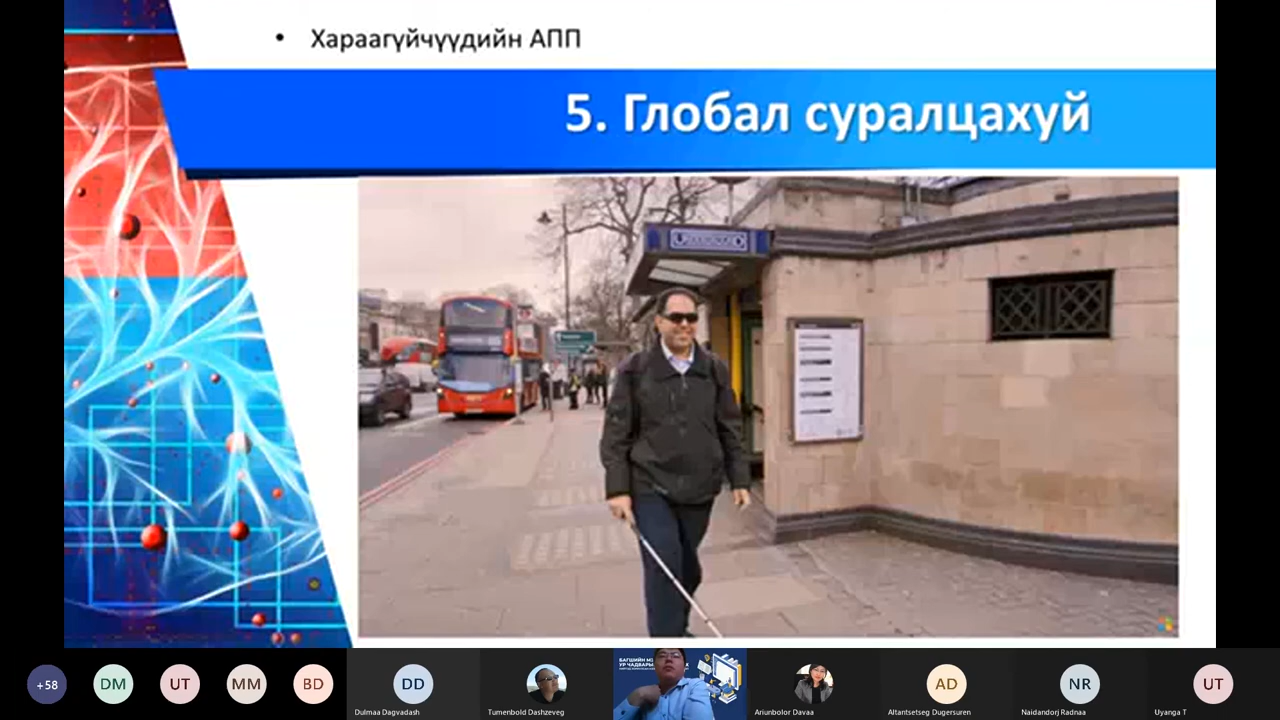 • Хараагүйчүүдийн АПП
5. Глобал суралцахуй
+58
DM
UT
MM
BD
DD
AD
NR
UT
Dulmaa Dagvadash
Tumenbold Dashzeveg
Ariunbolor Davaa
Altantsetseg Dugersuren
Naidandorj Radnaa
Uyanga T